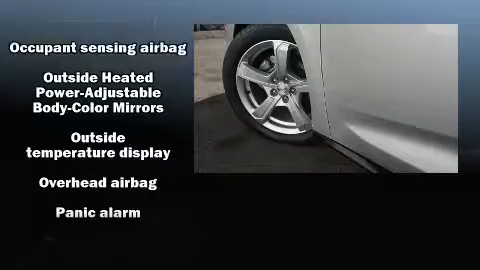 Occupant sensing airbag
Outside Heated
Power-Adjustable
Body-Color Mirrors
Outside
temperature display
Overhead airbag
Panic alarm